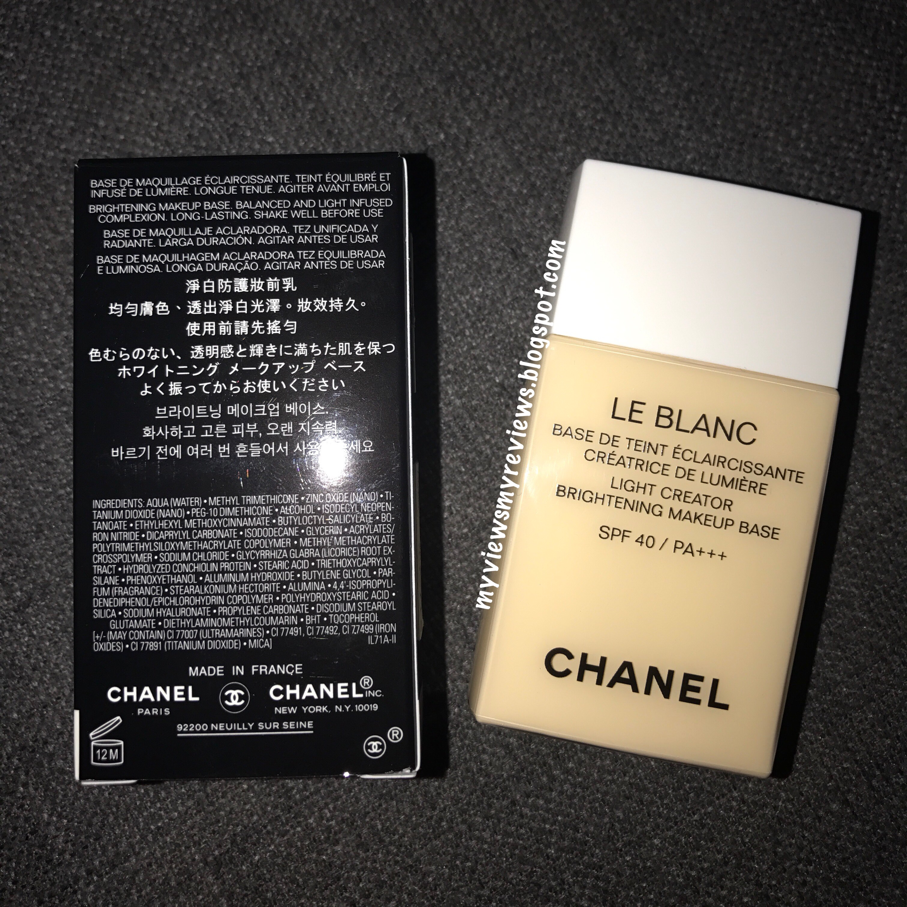 BASE DE MAQUILLAGE ÉCLAIRCISSANTE. TEINT ÉQUILIBRÉ ET
INFUSÉ DE LUMIÈRE. LONGUE TENUE. AGITER AVANT EMPLOI
BRIGHTENING MAKEUP BASE. BALANCED AND LIGHT INFUSED
COMPLEXION. LONG-LASTING. SHAKE WELL BEFORE USE
BASE DE MAQUILLAJE ACLARADORA. TEZ UNIFICADA Y
RADIANTE. LARGA DURACIÓN. AGITAR ANTES DE USAR
BASE DE MAQUILHAGEM ACLARADORA TEZ EQUILIBRADA
E LUMINOSA. LONGA DURAÇÃO. AGITAR ANTES DE USAR
淨白防護妝前乳
均勻膚色、透出淨白光澤。妝效持久。
使用前請先搖勻
色むらのない、透明感と輝きに満ちた肌を保つ
ホワイトニング メークアップ ベース
よく振ってからお使いください
브라이트닝 메이크업 베이스.
화사하고 고른 피부, 오랜 지속력.
바르기 전에 여러 번 흔들어서
INGREDIENTS: AQUA (WATER) • METHYL TRIMETHICONE • ZINC OXIDE (NANO) • TI-
TANIUM DIOXIDE (NANO) • PEG-10 DIMETHICONE • ALCOHOL • ISODECYL NEOPEN-
TANOATE • ETHYLHEXYL METHOXYCINNAMATE • BUTYLOCTYL SALICYLATE • BO-
RON NITRIDE • DICAPRYLYL CARBONATE • ISODODECANE • GLYCERIN • ACRYLATES/
POLYTRIMETHYLSILOXYMETHACRYLATE COPOLYMER • METHYL METHACRYLATE
CROSSPOLYMER • SODIUM CHLORIDE • GLYCYRRHIZA GLABRA (LICORICE) ROOT EX-
TRACT • HYDROLYZED CONCHIOLIN PROTEIN • STEARIC ACID • TRIETHOXYCAPRYLYL-
SILANE • PHENOXYETHANOL • ALUMINUM HYDROXIDE • BUTYLENE GLYCOL • PAR-
FUM (FRAGRANCE) • STEARALKONIUM HECTORITE • ALUMINA • 4,4'-ISOPROPYLI-
DENEDIPHENOL/EPICHLOROHYDRIN COPOLYMER • POLYHYDROXYSTEARIC ACID •
SILICA • SODIUM HYALURONATE • PROPYLENE CARBONATE • DISODIUM STEAROYL
GLUTAMATE • DIETHYLAMINOMETHYLCOUMARIN • BHT • TOCOPHEROL
[+/- (MAY CONTAIN) CI 77007 (ULTRAMARINES) • CI 77491, CI 77492, CI 77499 (IRON
OXIDES) • CI 77891 (TITANIUM DIOXIDE) • MICA] IL71A-II
MADE IN FRANCE
CHANEL CHANEL® INC.
PARIS NEW YORK, N.Y. 10019
92200 NEUILLY SUR SEINE
®
12 M
myviewsmyreviews.blogspot.com
LE BLANC
BASE DE TEINT ÉCLAIRCISSANTE
CRÉATRICE DE LUMIÈRE
LIGHT CREATOR
BRIGHTENING MAKEUP BASE
SPF 40 / PA+++
CHANEL